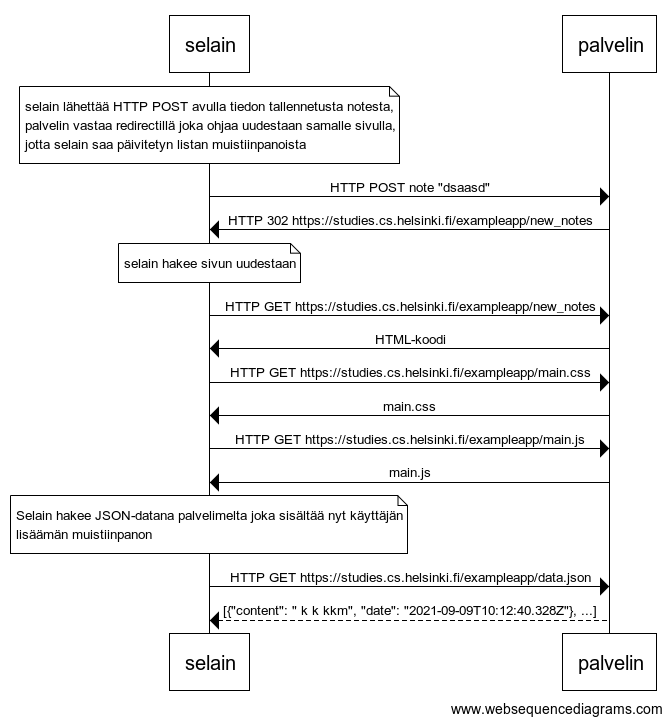 selain
palvelin
selain lähettää HTTP POST avulla tiedon tallennetusta notesta,
palvelin vastaa redirectillä joka ohjaa uudestaan samalle sivulla,
jotta selain saa päivitetyn listan muistiinpanoista
HTTP POST note "dsaasd"
HTTP 302 https://studies.cs.helsinki.fi/exampleapp/new_notes
selain hakee sivun uudestaan
HTTP GET https://studies.cs.helsinki.fi/exampleapp/new_notes
HTML-koodi
HTTP GET https://studies.cs.helsinki.fi/exampleapp/main.css
main.css
HTTP GET https://studies.cs.helsinki.fi/exampleapp/main.js
main.js
Selain hakee JSON-datana palvelimelta joka sisältää nyt käyttäjän
lisäämän muistiinpanon
HTTP GET https://studies.cs.helsinki.fi/exampleapp/data.json
[{"content": " k k kkm", "date": "2021-09-09T10:12:40.328Z"}, ...]
selain
palvelin
www.websequencediagrams.com